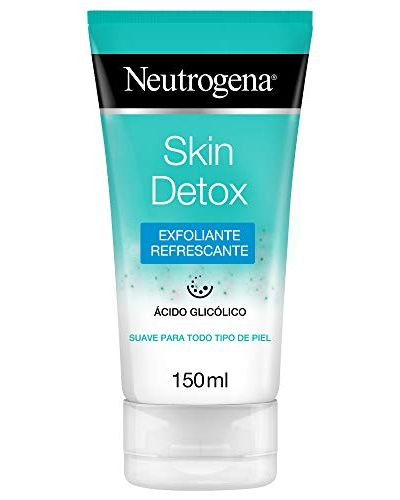 Neutrogena®
Skin
Detox
EXFOLIANTE
REFRESCANTE
ÁCIDO GLICÓLICO
SUAVE PARA TODO TIPO DE PIEL
150ml